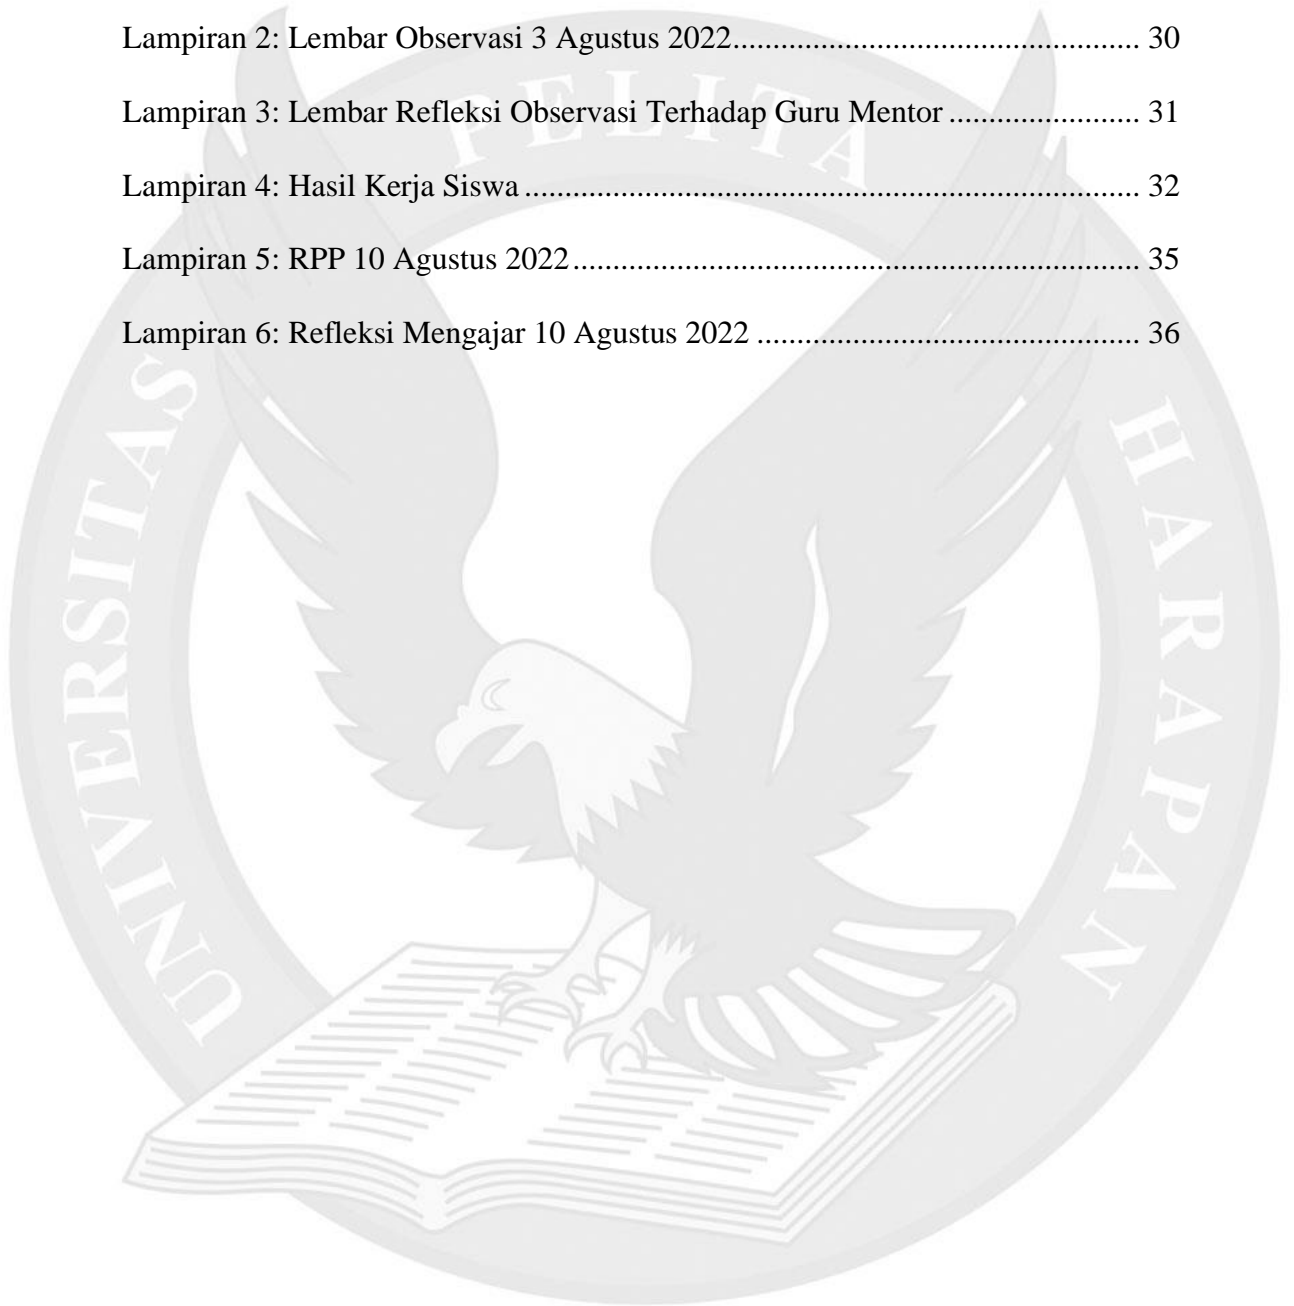 Lampiran 2: Lembar Observasi 3 Agustus 2022........................................... 30
Lampiran 3: Lembar Refleksi Observasi Terhadap Guru Mentor ..................... 31
Lampiran 4: Hasil Kerja Siswa ................................................................. 32
Lampiran 5: RPP 10 Agustus 2022............................................................ 35
Lampiran 6: Refleksi Mengajar 10 Agustus 2022 ........................................ 36
UNIVERSITAS PELITA HARAPAN